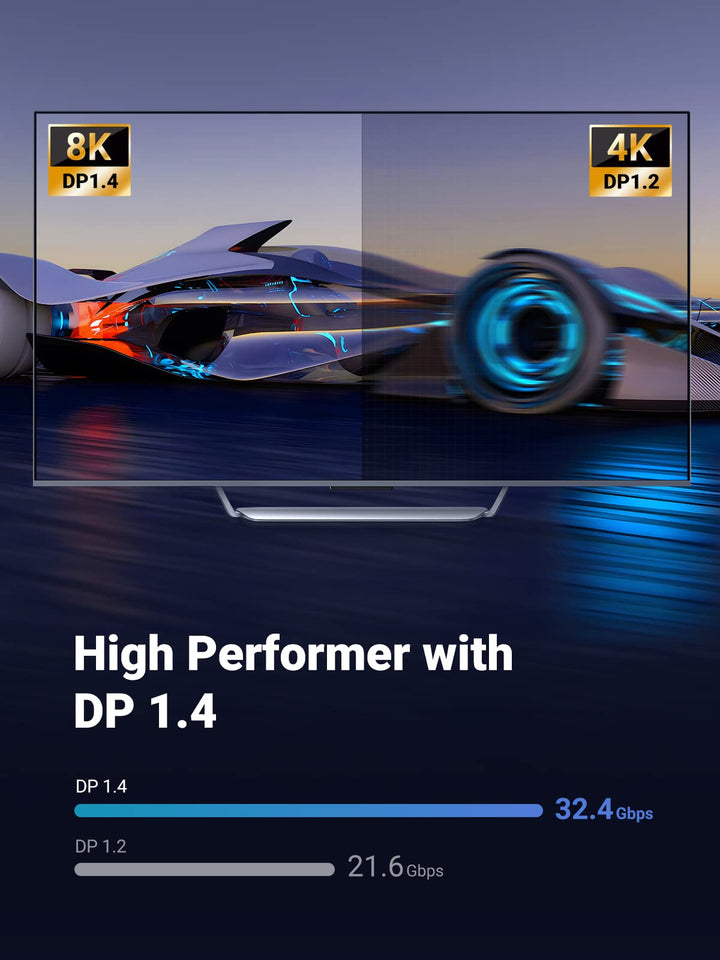 8K
DP1.4
4K
DP1.2
High Performer with
DP 1.4
DP 1.4
32.4Gbps
DP 1.2
21.6Gbps